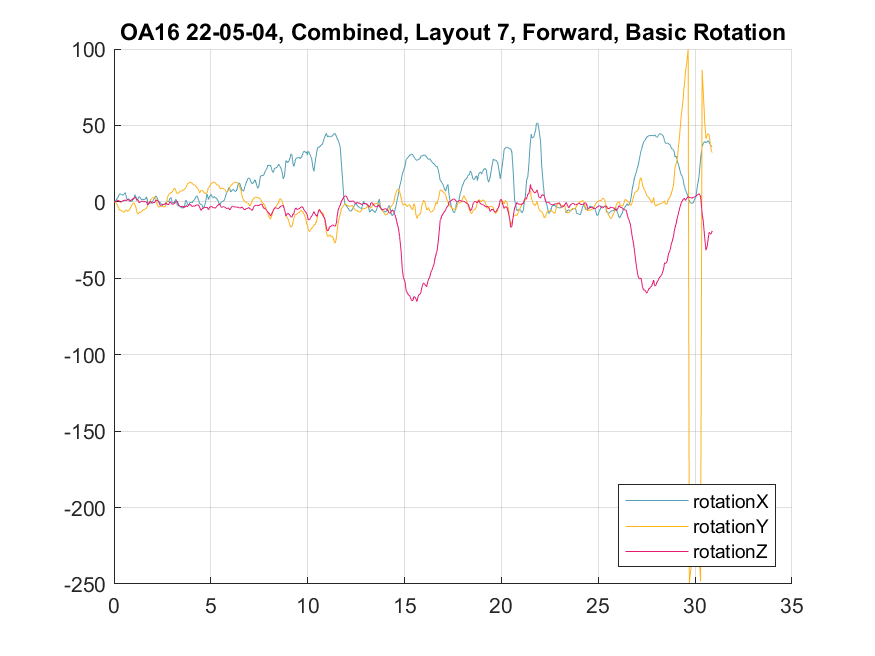 OA16 22-05-04, Combined, Layout 7, Forward, Basic Rotation
100
50
0
-50
-100
-150
-200
-250
0 5 10 15 20 25 30 35
rotationX
rotationY
rotationZ